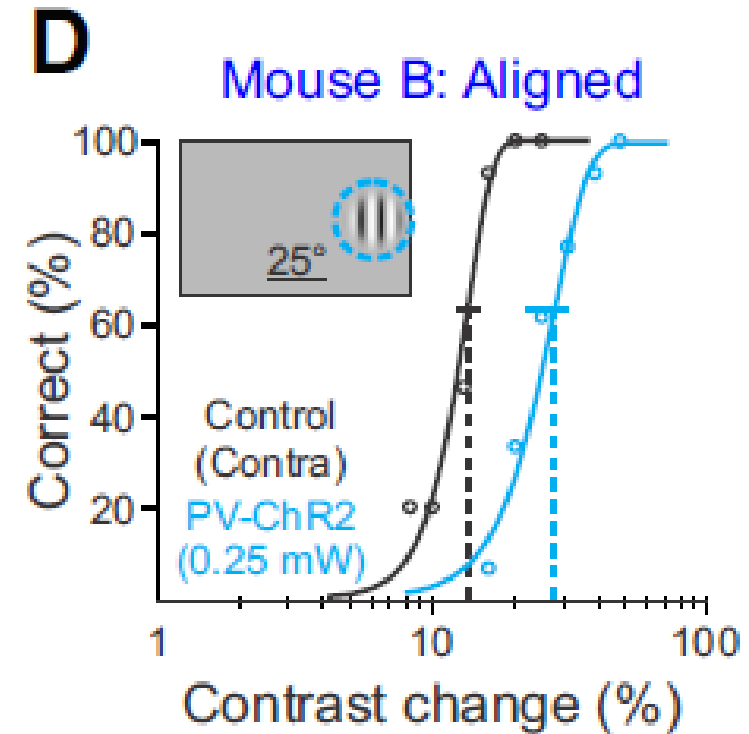 D
Mouse B: Aligned
Correct (%)
100
80
60
40
20
25°
Control
(Contra)
PV-ChR2
(0.25 mW)
1
10
100
Contrast change (%)